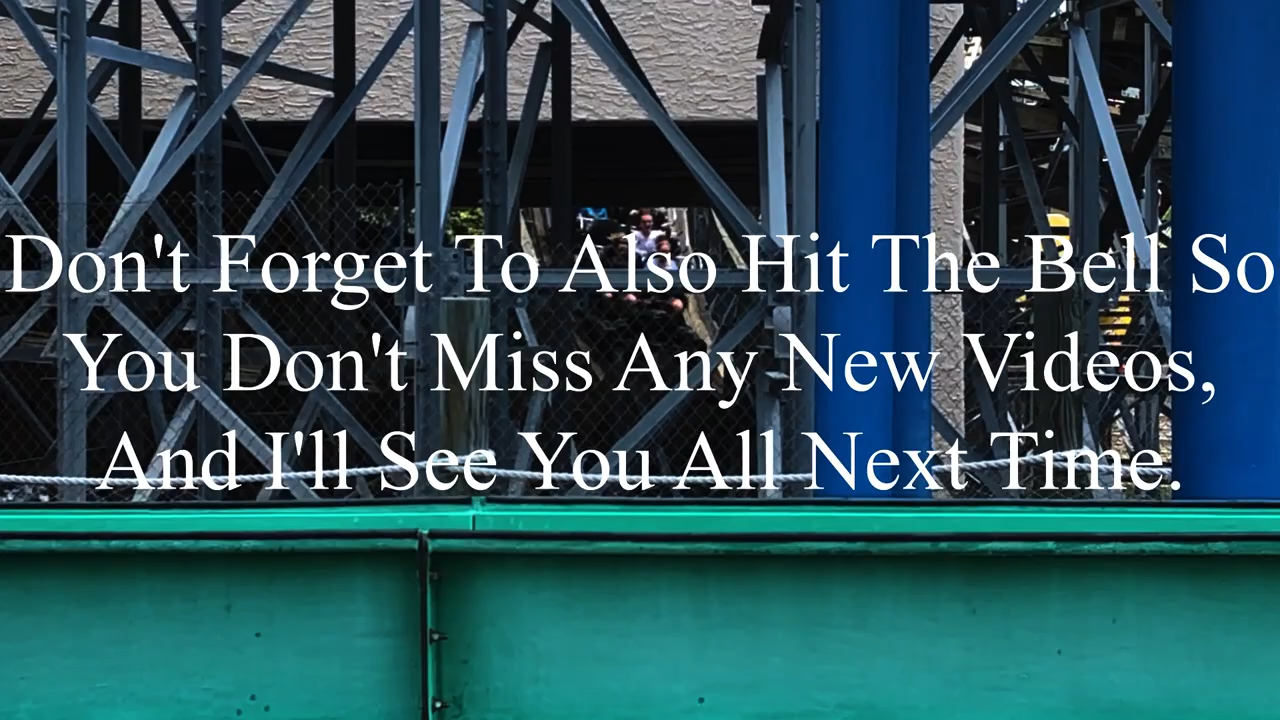 Don't Forget To Also Hit The Bell So
You Don't Miss Any New Videos,
And I'll See You All Next Time.